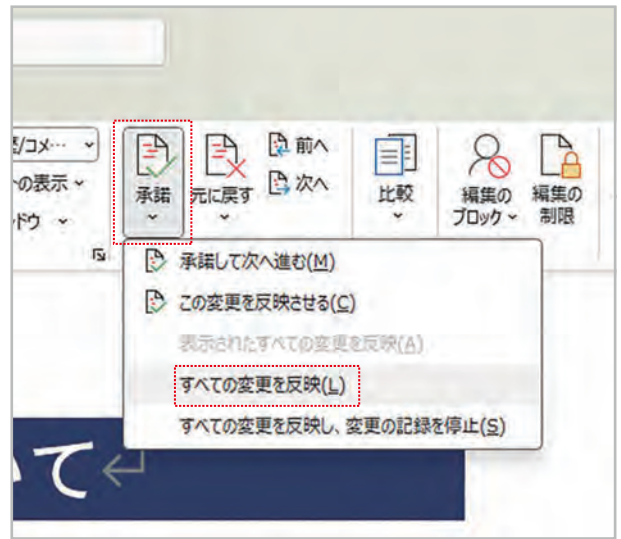 歴/コメ…
の表示
ドウ
承諾
元に戻す
前へ
次へ
比較
編集の
ブロック
編集の
制限
承諾して次へ進む(M)
この変更を反映させる(C)
表示されたすべての変更を反映(A)
すべての変更を反映(L)
すべての変更を反映し、変更の記録を停止(S)
いて↵